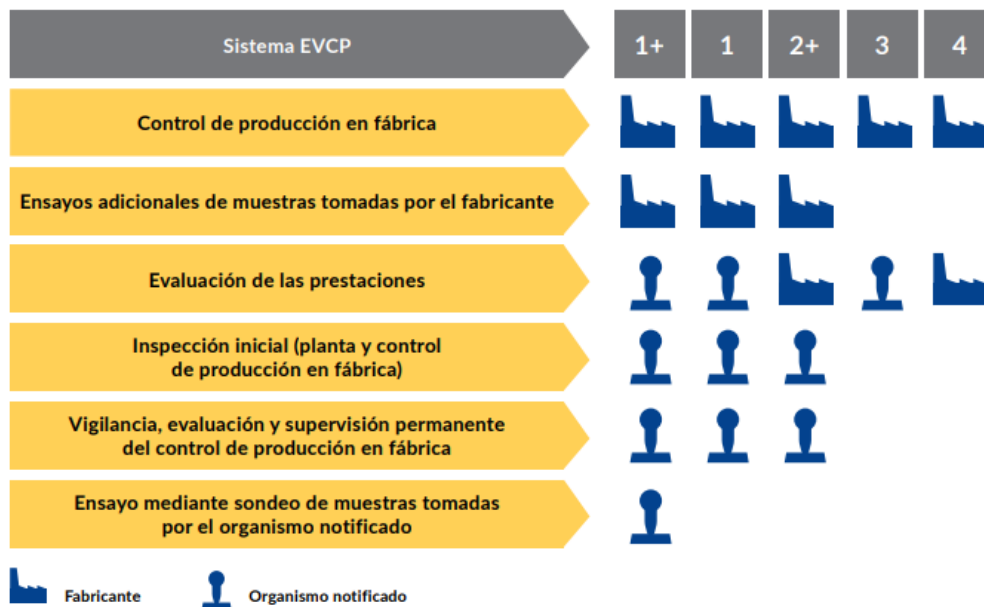 Sistema EVCP 1+ 1 2+ 3 4
Control de producción en fábrica
Ensayos adicionales de muestras tomadas por el fabricante
Evaluación de las prestaciones
Inspección inicial (planta y control
de producción en fábrica)
Vigilancia, evaluación y supervisión permanente
del control de producción en fábrica
Ensayo mediante sondeo de muestras tomadas
por el organismo notificado
Fabricante Organismo notificado